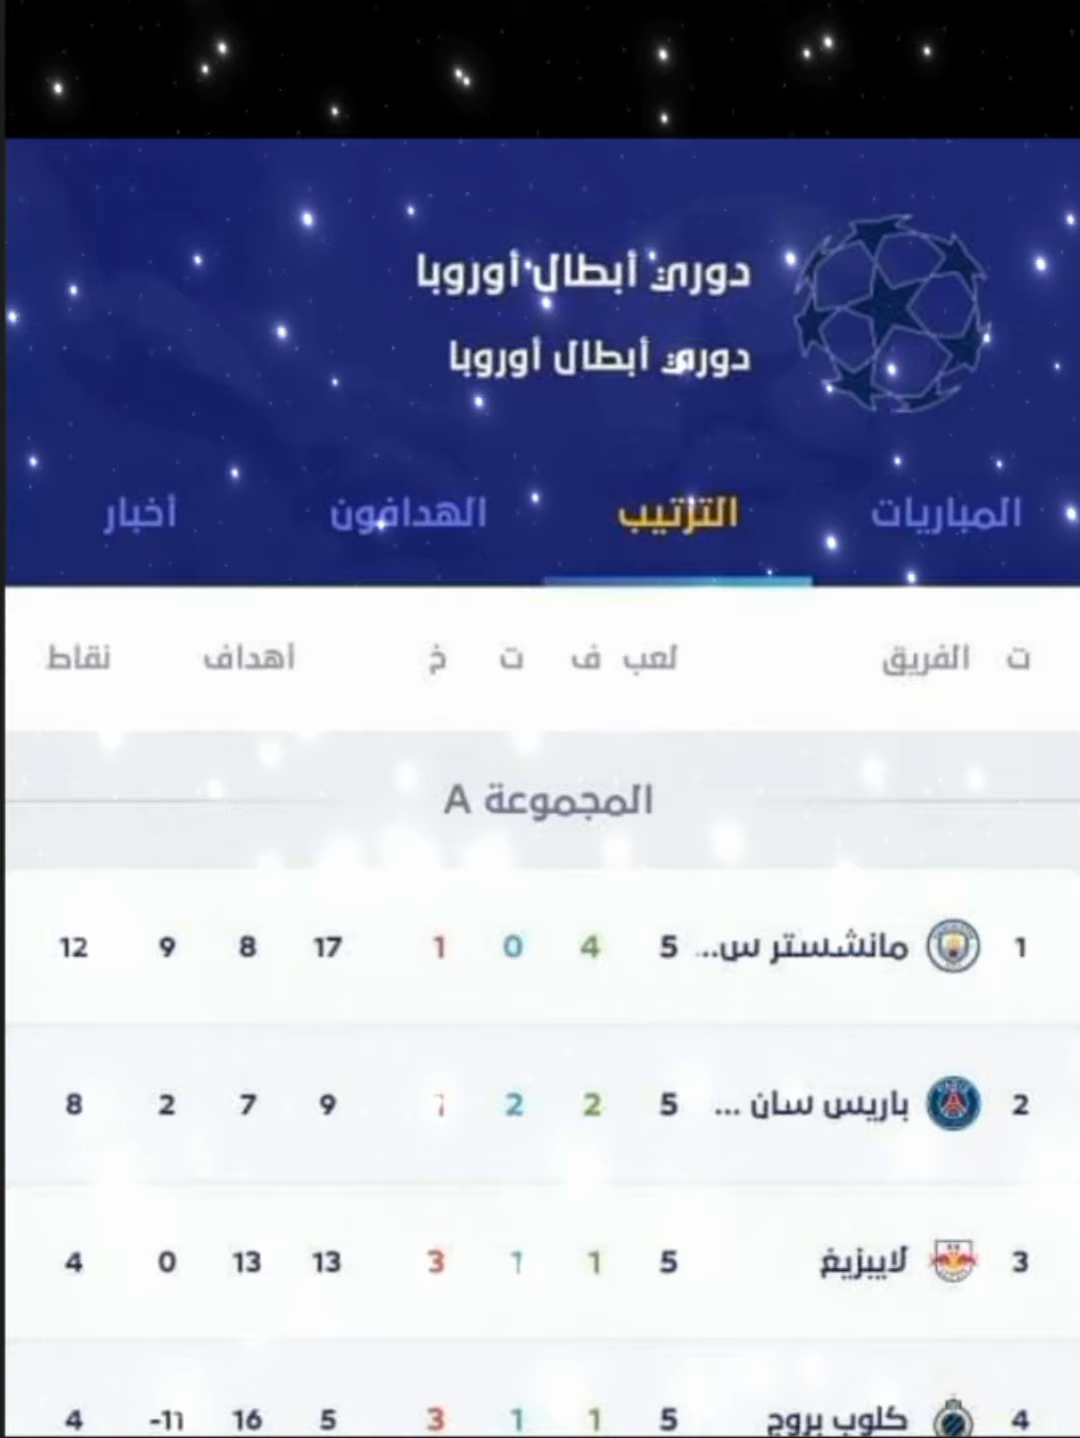 دوري أبطال أوروبا
دوري أبطال أوروبا
المباريات الترتيب الهدافون أخبار
ت الفريق لعب ف ت خ أهداف نقاط
المجموعة A
1 مانشستر س... 5 4 0 1 17 8 9 12
2 باريس سان ... 5 2 2 1 9 7 2 8
3 لايبزيغ 5 1 1 3 13 13 0 4
4 كلوب بروج 5 1 1 3 5 16 -11 4